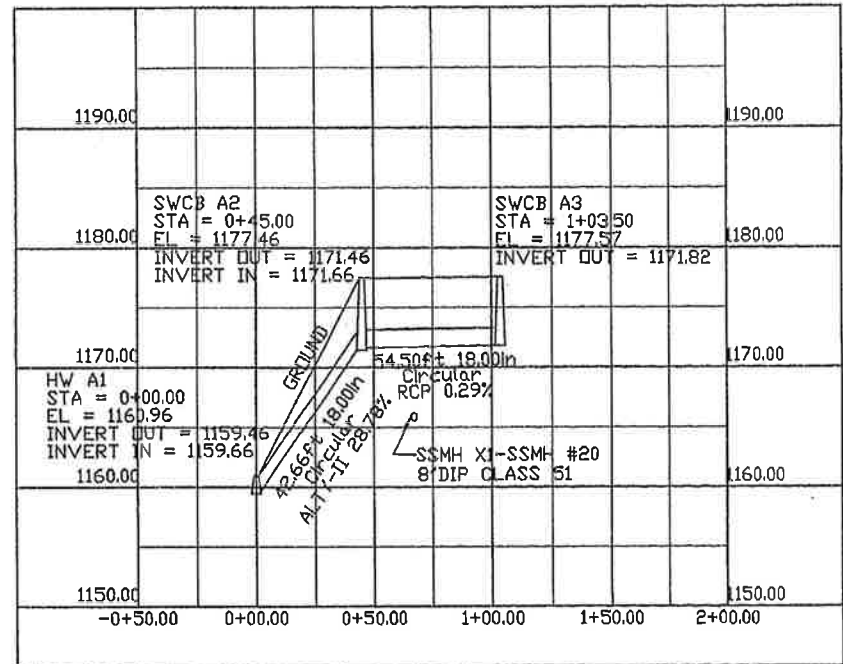 1190.00
1190.00
SWCB A2
STA = 0+45.00
EL = 1177.46
INVERT OUT = 1171.46
INVERT IN = 1171.66
SWCB A3
STA = 1+03.50
EL = 1177.57
INVERT OUT = 1171.82
1180.00
1180.00
GROUND
1170.00
1170.00
HW A1
STA = 0+00.00
EL = 1160.96
INVERT OUT = 1159.46
INVERT IN = 1159.66
54.50ft 18.00in
Circular
RCP 0.29%
42.66ft 18.00in
Circular
28.78%
SSMH X1-SSMH #20
8"DIP CLASS 51
1160.00
1160.00
1150.00
1150.00
-0+50.00
0+00.00
0+50.00
1+00.00
1+50.00
2+00.00